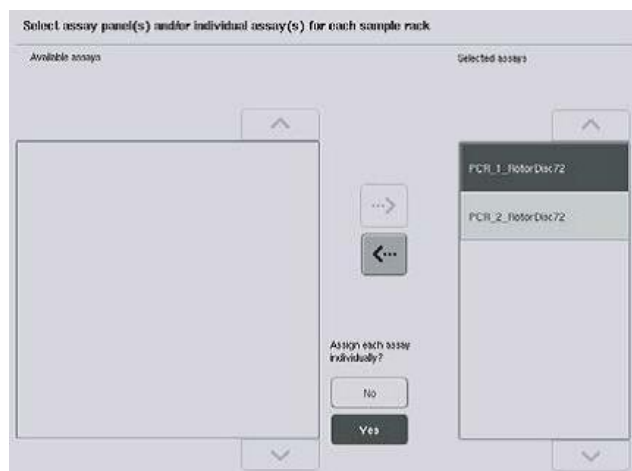 Select assay panel(s) and/or individual assay(s) for each sample rack
Available assays
Selected assays
PCR_1_RotorDisc72
PCR_2_RotorDisc72
Assign each assay
individually?
No
Yes